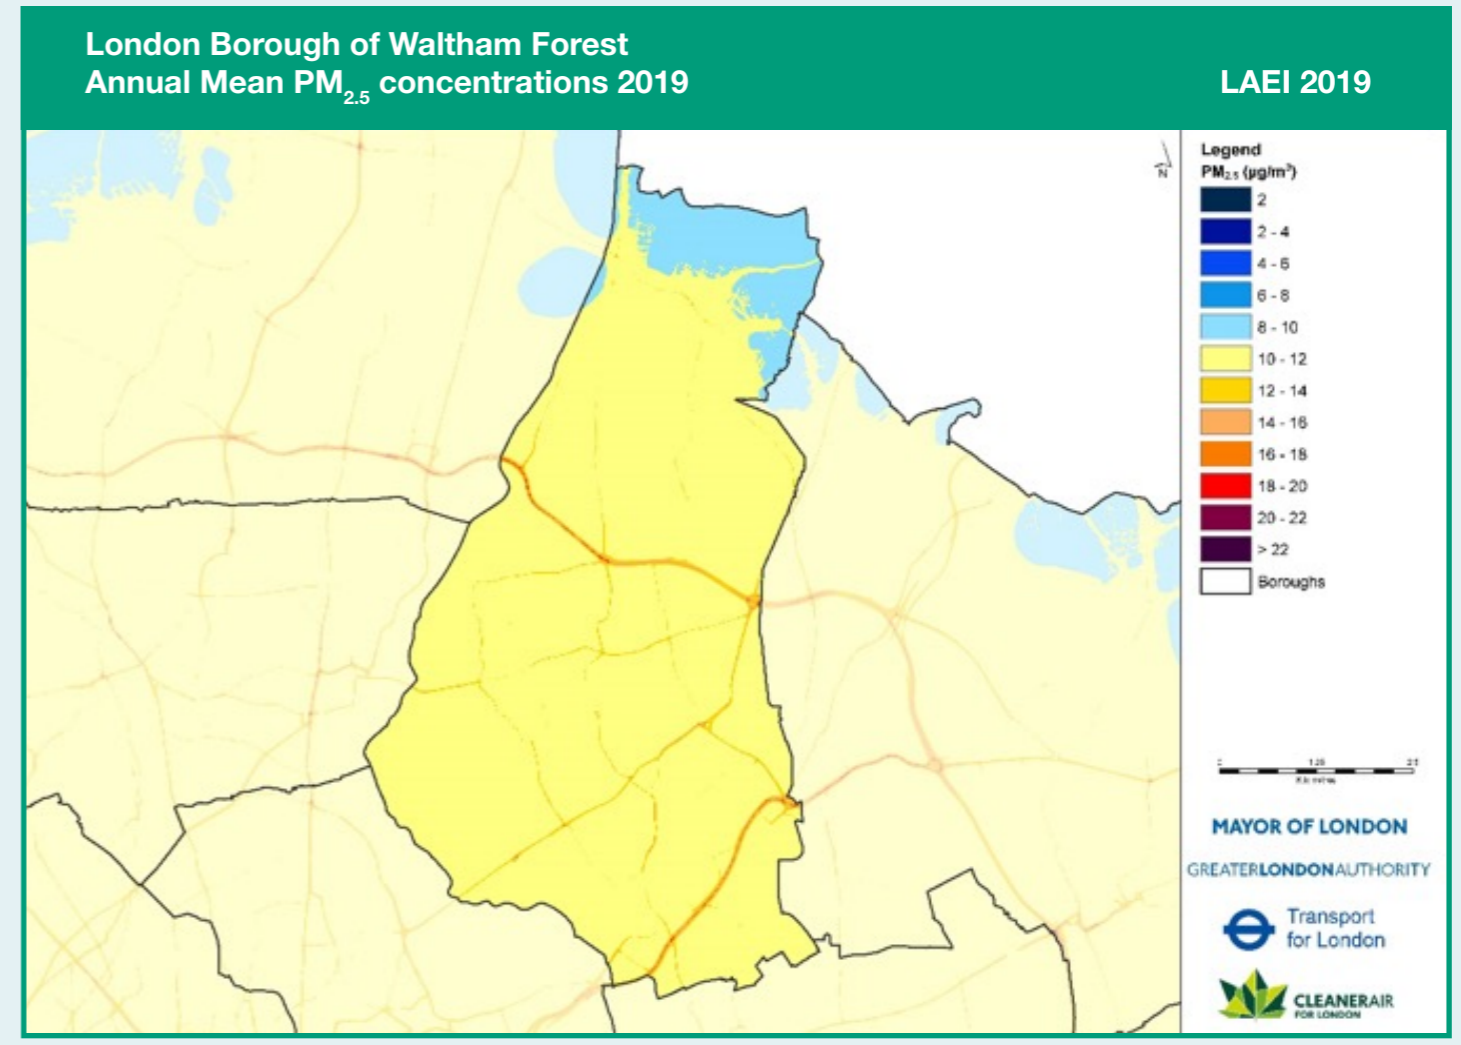 London Borough of Waltham Forest
Annual Mean PM2.5 concentrations 2019
LAEI 2019
N
Legend
PM2.5 (µg/m³)
2
2 - 4
4 - 6
6 - 8
8 - 10
10 - 12
12 - 14
14 - 16
16 - 18
18 - 20
20 - 22
> 22
Boroughs
MAYOR OF LONDON
GREATERLONDONAUTHORITY
Transport
for London
CLEANERAIR
FOR LONDON